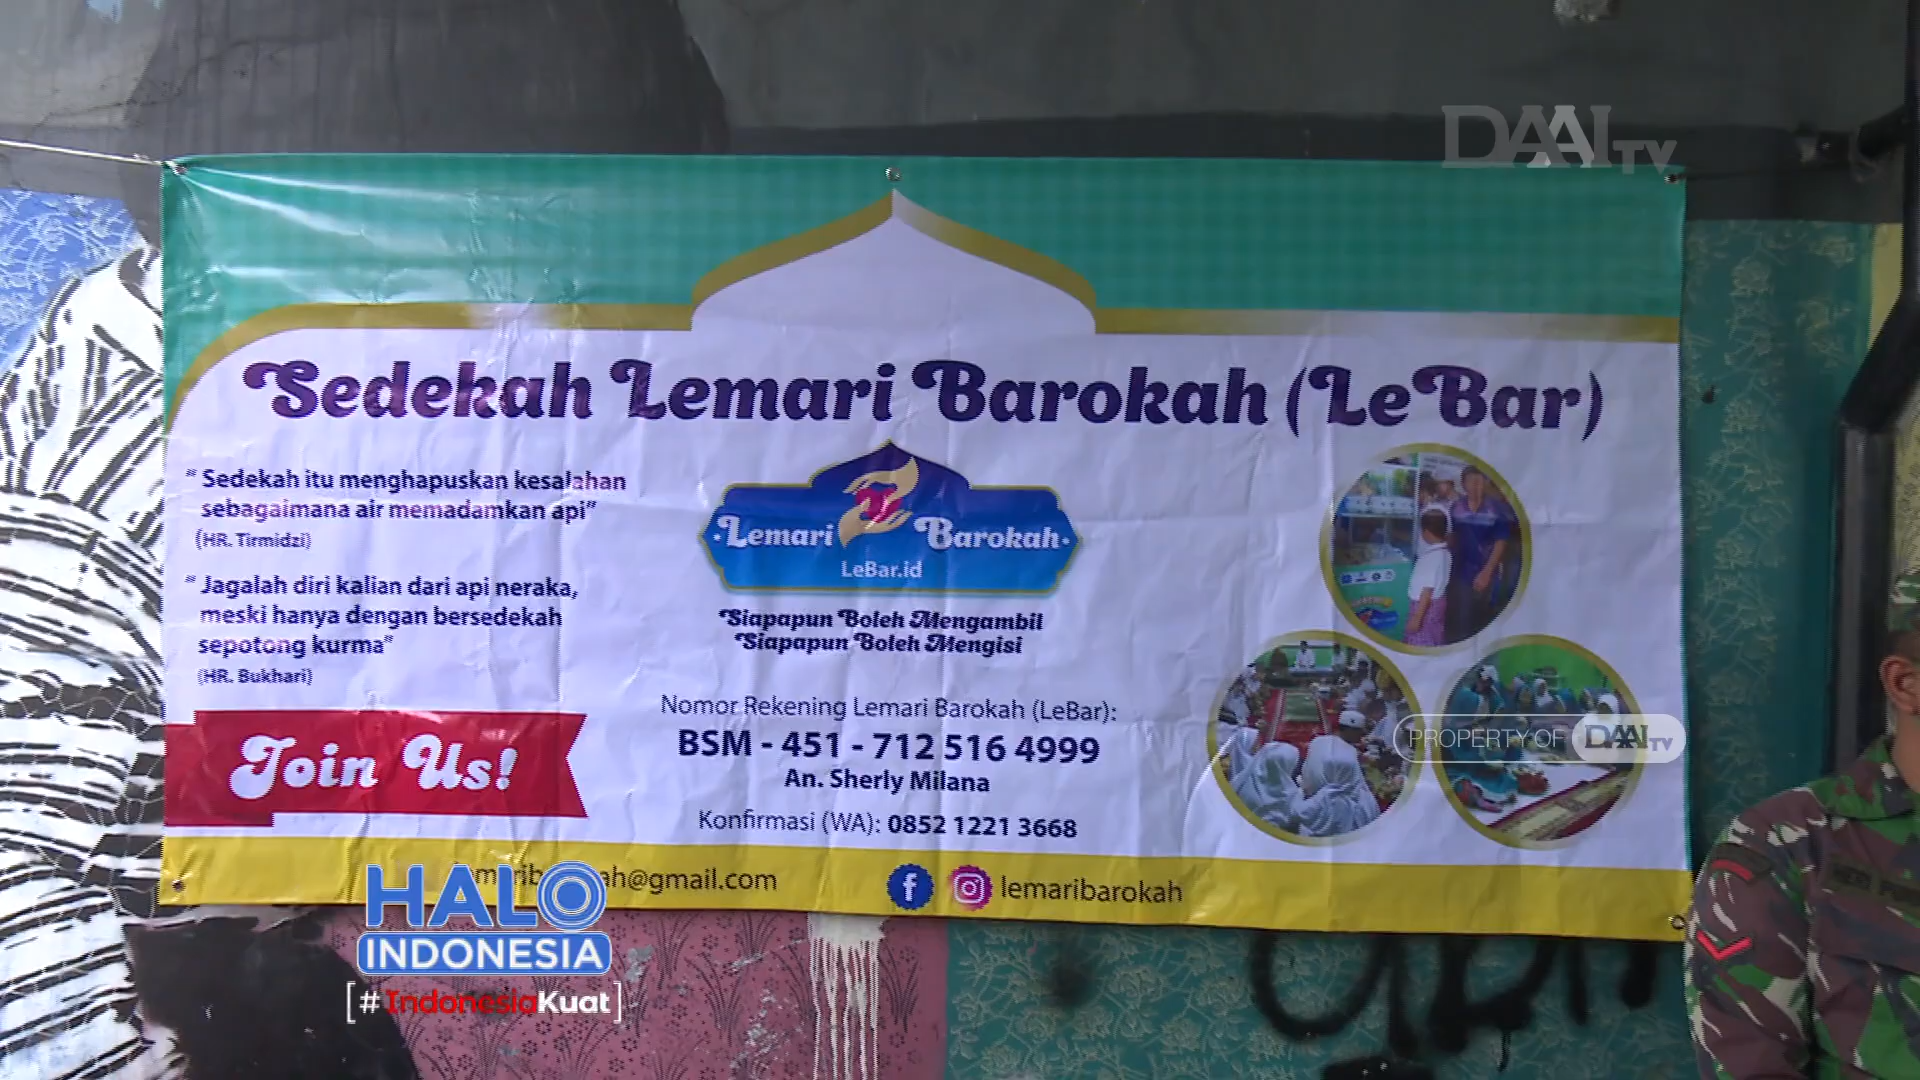 DAAI TV
Sedekah Lemari Barokah (LeBar)
" Sedekah itu menghapuskan kesalahan
sebagaimana air memadamkan api"
(HR. Tirmidzi)
" Jagalah diri kalian dari api neraka,
meski hanya dengan bersedekah
sepotong kurma"
(HR. Bukhari)
Join Us!
·Lemari Barokah·
LeBar.id
Siapapun Boleh Mengambil
Siapapun Boleh Mengisi
Nomor Rekening Lemari Barokah (LeBar):
BSM - 451 - 712 516 4999
An. Sherly Milana
Konfirmasi (WA): 0852 1221 3668
PROPERTY OF DAAI TV
@gmail.com
lemaribarokah
HALO
INDONESIA
[#IndonesiaKuat]
HERI